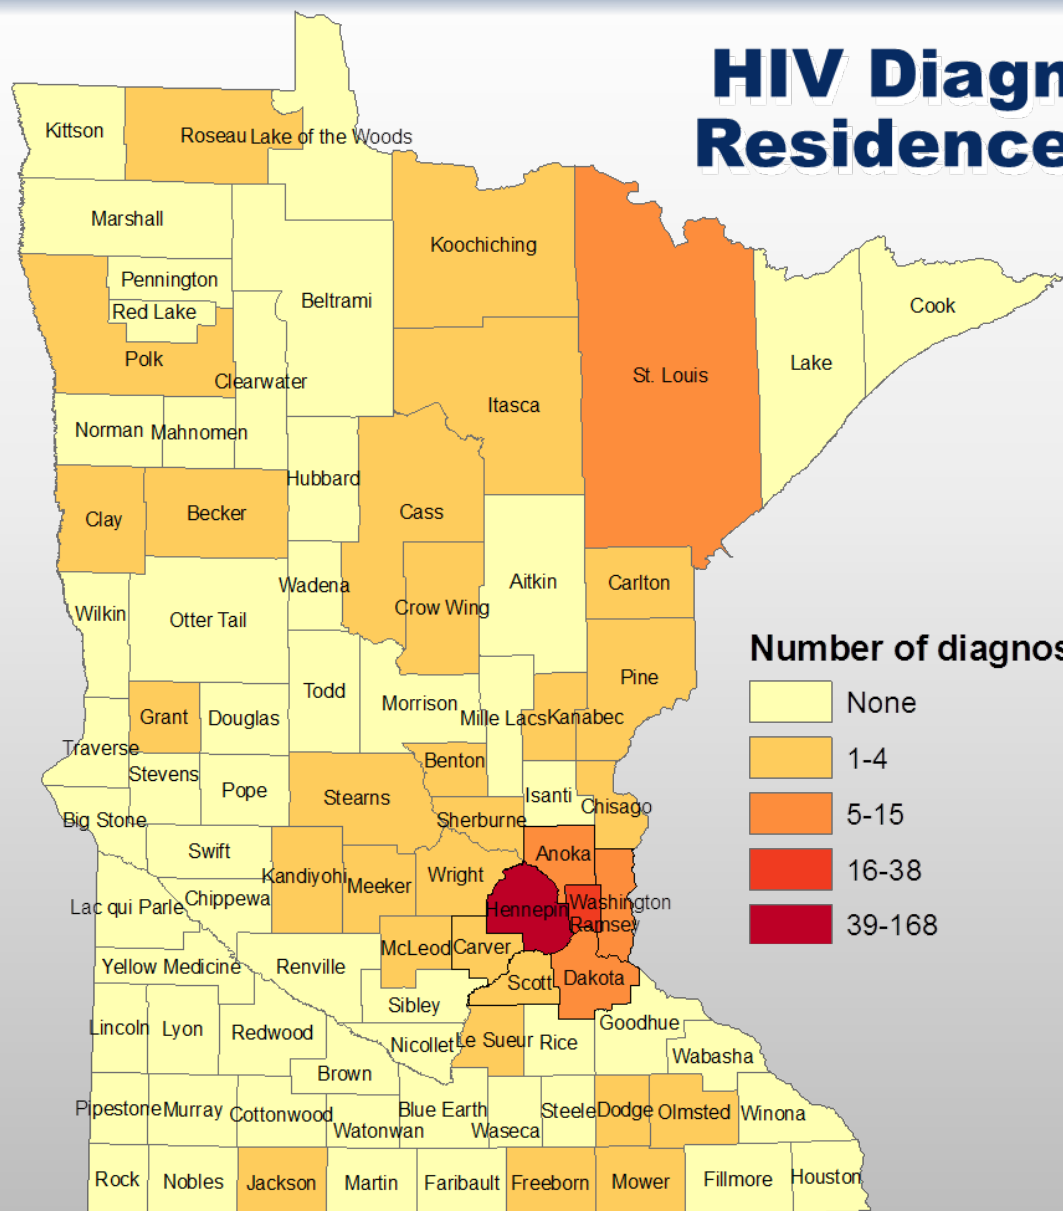 HIV Diagn
Residence
Kittson
Roseau
Lake of the Woods
Marshall
Koochiching
Pennington
Beltrami
Red Lake
Cook
Polk
Lake
St. Louis
Clearwater
Itasca
Norman
Mahnomen
Hubbard
Clay
Becker
Cass
Aitkin
Carlton
Wadena
Crow Wing
Wilkin
Otter Tail
Number of diagnos
None
1-4
5-15
16-38
39-168
Pine
Todd
Morrison
Grant
Douglas
Mille Lacs
Kanabec
Traverse
Benton
Stevens
Pope
Stearns
Isanti
Chisago
Big Stone
Sherburne
Swift
Anoka
Kandiyohi
Meeker
Wright
Chippewa
Lac qui Parle
Hennepin
Washington
Ramsey
McLeod
Carver
Yellow Medicine
Renville
Scott
Dakota
Sibley
Lincoln
Lyon
Redwood
Goodhue
Nicollet
Le Sueur
Rice
Wabasha
Brown
Pipestone
Murray
Cottonwood
Blue Earth
Steele
Dodge
Olmsted
Winona
Watonwan
Waseca
Rock
Nobles
Jackson
Martin
Faribault
Freeborn
Mower
Fillmore
Houston